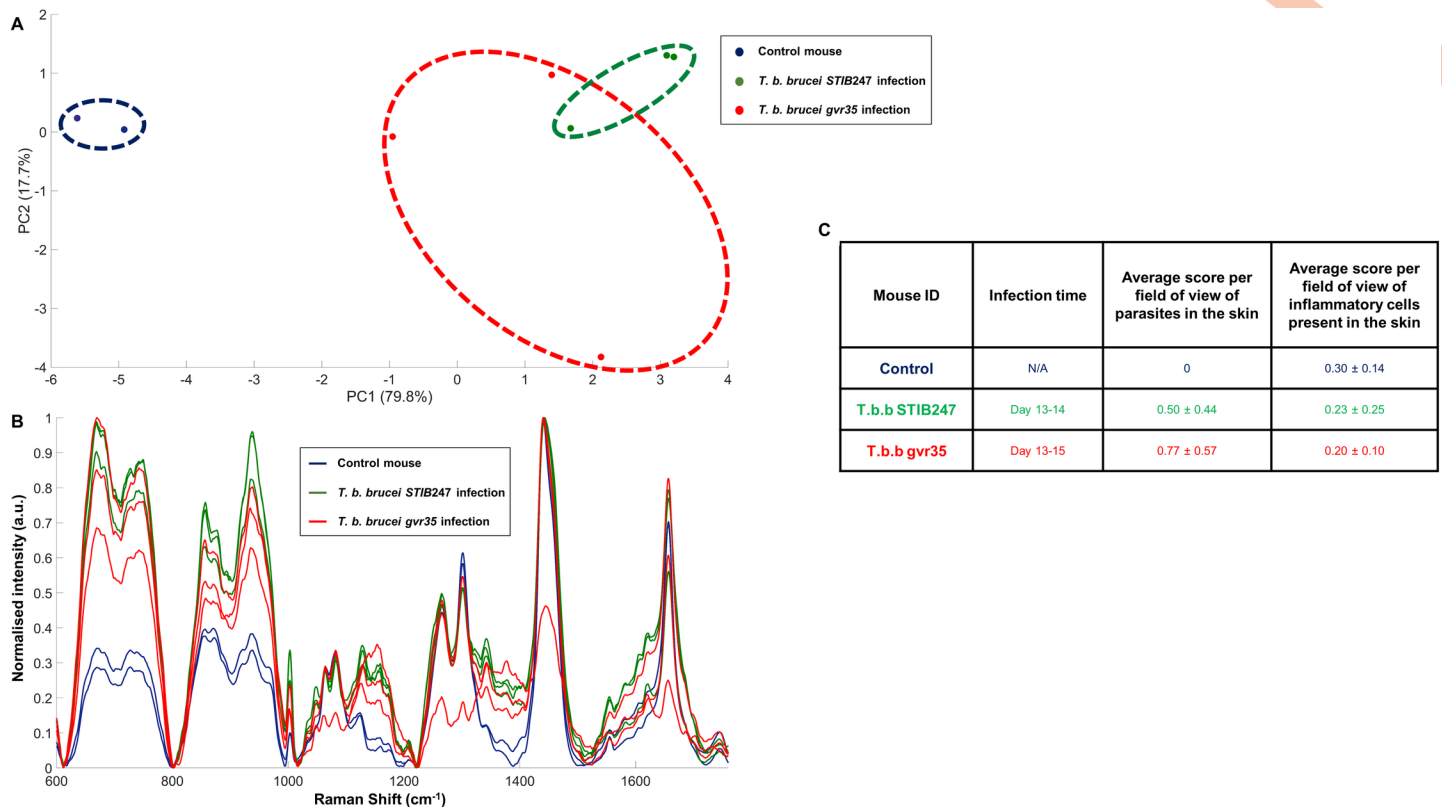 A
2
1
0
-1
-2
-3
-4
PC2 (17.7%)
-6
-5
-4
-3
-2
-1
0
1
2
3
4
PC1 (79.8%)
Control mouse
T. b. brucei STIB247 infection
T. b. brucei gvr35 infection
B
1
0.9
0.8
0.7
0.6
0.5
0.4
0.3
0.2
0.1
0
Normalised intensity (a.u.)
600
800
1000
1200
1400
1600
Raman Shift (cm-1)
Control mouse
T. b. brucei STIB247 infection
T. b. brucei gvr35 infection
C
Mouse ID
Infection time
Average score per
field of view of
parasites in the skin
Average score per
field of view of
inflammatory cells
present in the skin
Control
N/A
0
0.30 ± 0.14
T.b.b STIB247
Day 13-14
0.50 ± 0.44
0.23 ± 0.25
T.b.b gvr35
Day 13-15
0.77 ± 0.57
0.20 ± 0.10